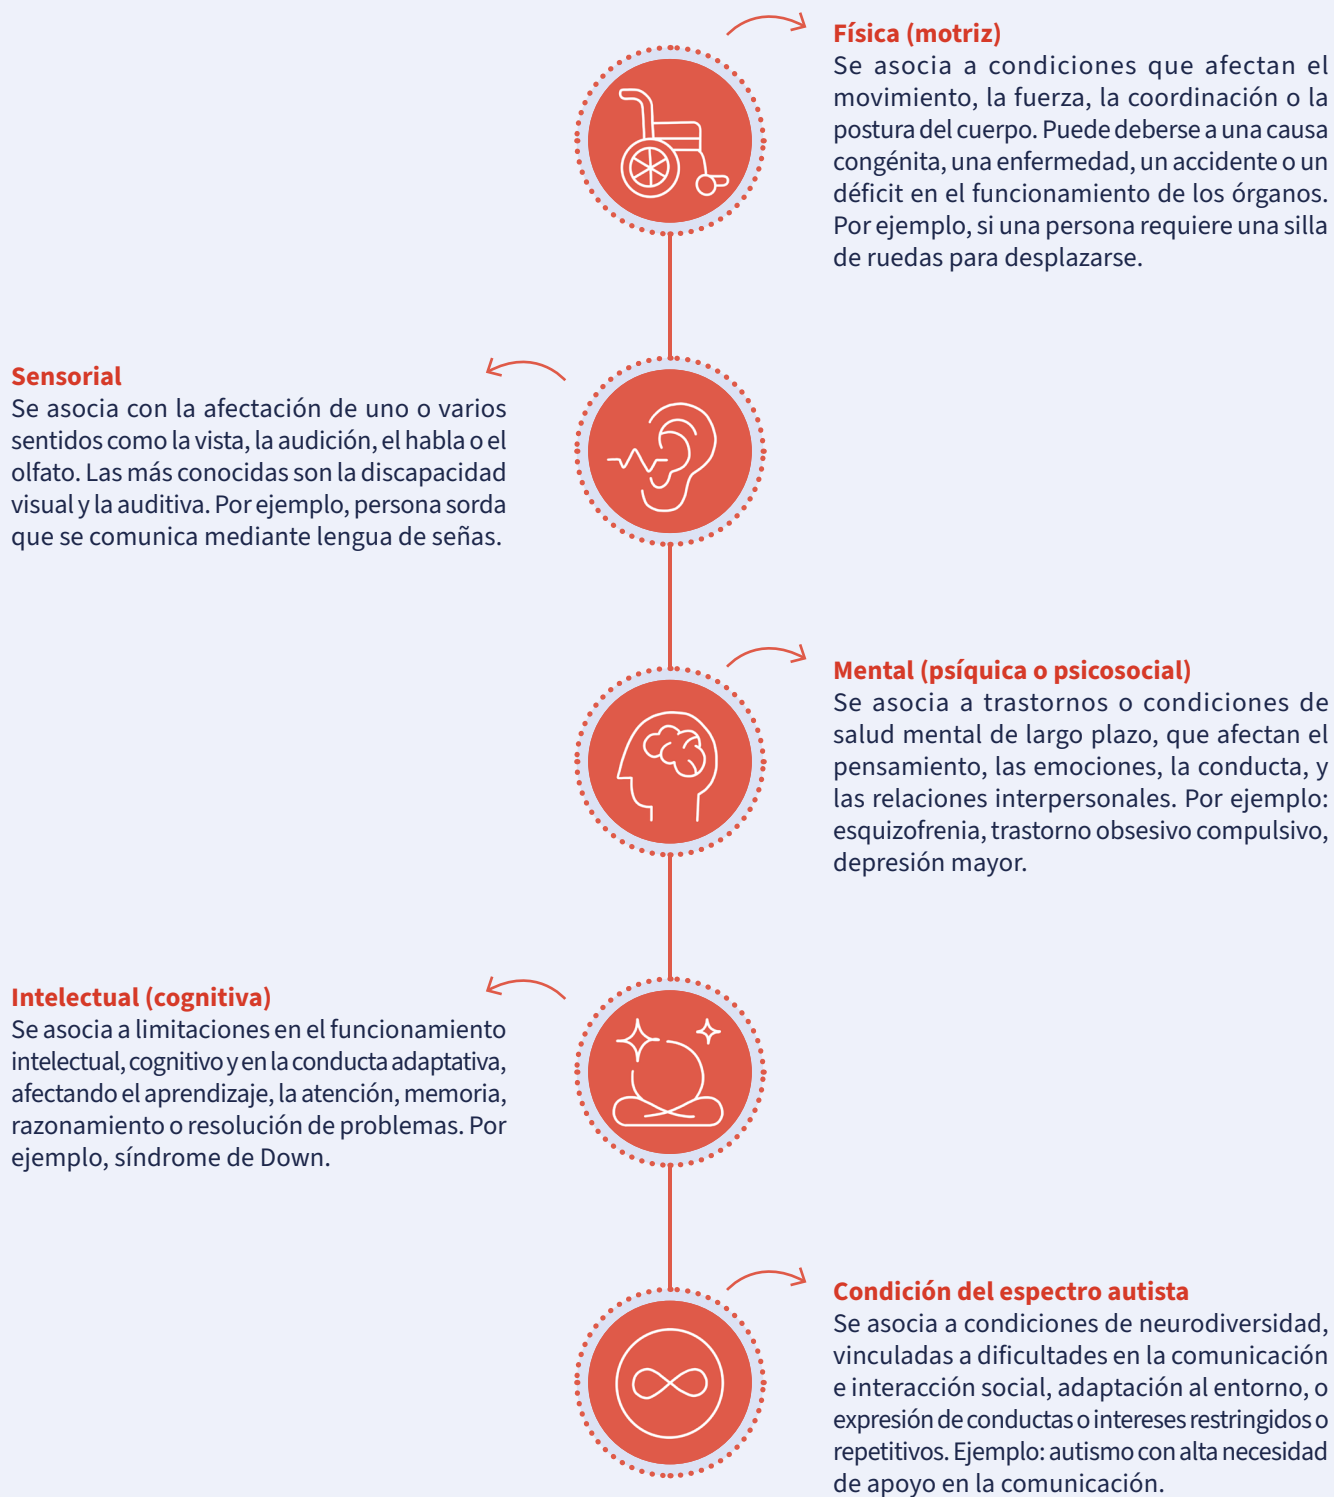 Física (motriz)
Se asocia a condiciones que afectan el
movimiento, la fuerza, la coordinación o la
postura del cuerpo. Puede deberse a una causa
congénita, una enfermedad, un accidente o un
déficit en el funcionamiento de los órganos.
Por ejemplo, si una persona requiere una silla
de ruedas para desplazarse.
Sensorial
Se asocia con la afectación de uno o varios
sentidos como la vista, la audición, el habla o el
olfato. Las más conocidas son la discapacidad
visual y la auditiva. Por ejemplo, persona sorda
que se comunica mediante lengua de señas.
Mental (psíquica o psicosocial)
Se asocia a trastornos o condiciones de
salud mental de largo plazo, que afectan el
pensamiento, las emociones, la conducta, y
las relaciones interpersonales. Por ejemplo:
esquizofrenia, trastorno obsesivo compulsivo,
depresión mayor.
Intelectual (cognitiva)
Se asocia a limitaciones en el funcionamiento
intelectual, cognitivo y en la conducta adaptativa,
afectando el aprendizaje, la atención, memoria,
razonamiento o resolución de problemas. Por
ejemplo, síndrome de Down.
Condición del espectro autista
Se asocia a condiciones de neurodiversidad,
vinculadas a dificultades en la comunicación
e interacción social, adaptación al entorno, o
expresión de conductas o intereses restringidos o
repetitivos. Ejemplo: autismo con alta necesidad
de apoyo en la comunicación.